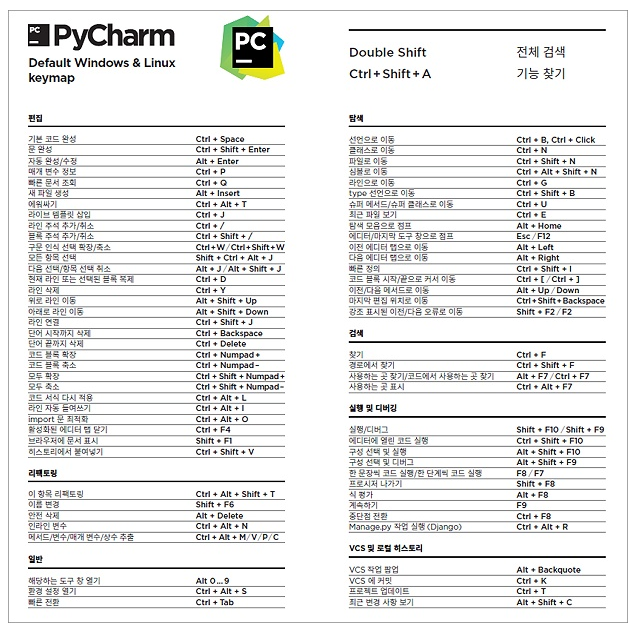 PC PyCharm
Default Windows & Linux
keymap
PC
편집
기본 코드 완성 Ctrl + Space
문 완성 Ctrl + Shift + Enter
자동 완성/수정 Alt + Enter
매개 변수 정보 Ctrl + P
빠른 문서 조회 Ctrl + Q
새 파일 생성 Alt + Insert
에워싸기 Ctrl + Alt + T
라이브 템플릿 삽입 Ctrl + J
라인 주석 추가/취소 Ctrl + /
블록 주석 추가/취소 Ctrl + Shift + /
구문 인식 선택 확장/축소 Ctrl+W/Ctrl+Shift+W
모든 항목 선택 Shift + Ctrl + Alt + J
다음 선택/항목 선택 취소 Alt + J / Alt + Shift + J
현재 라인 또는 선택된 블록 복제 Ctrl + D
라인 삭제 Ctrl + Y
위로 라인 이동 Alt + Shift + Up
아래로 라인 이동 Alt + Shift + Down
라인 연결 Ctrl + Shift + J
단어 시작까지 삭제 Ctrl + Backspace
단어 끝까지 삭제 Ctrl + Delete
코드 블록 확장 Ctrl + Numpad+
코드 블록 축소 Ctrl + Numpad–
모두 확장 Ctrl + Shift + Numpad+
모두 축소 Ctrl + Shift + Numpad–
코드 서식 다시 적용 Ctrl + Alt + L
라인 자동 들여쓰기 Ctrl + Alt + I
import 문 최적화 Ctrl + Alt + O
활성화된 에디터 탭 닫기 Ctrl + F4
브라우저에 문서 표시 Shift + F1
히스토리에서 붙여넣기 Ctrl + Shift + V
리팩토링
이 항목 리팩토링 Ctrl + Alt + Shift + T
이름 변경 Shift + F6
안전 삭제 Alt + Delete
인라인 변수 Ctrl + Alt + N
메서드/변수/매개 변수/상수 추출 Ctrl + Alt + M/V/P/C
일반
해당하는 도구 창 열기 Alt 0...9
환경 설정 열기 Ctrl + Alt + S
빠른 전환 Ctrl + Tab
Double Shift 전체 검색
Ctrl+Shift+A 기능 찾기
탐색
선언으로 이동 Ctrl + B, Ctrl + Click
클래스로 이동 Ctrl + N
파일로 이동 Ctrl + Shift + N
심볼로 이동 Ctrl + Alt + Shift + N
라인으로 이동 Ctrl + G
type 선언으로 이동 Ctrl + Shift + B
슈퍼 메서드/슈퍼 클래스로 이동 Ctrl + U
최근 파일 보기 Ctrl + E
탐색 모음으로 점프 Alt + Home
에디터/마지막 도구 창으로 점프 Esc /F12
이전 에디터 탭으로 이동 Alt + Left
다음 에디터 탭으로 이동 Alt + Right
빠른 정의 Ctrl + Shift + I
코드 블록 시작/끝으로 커서 이동 Ctrl + [ / Ctrl + ]
이전/다음 메서드로 이동 Alt + Up / Down
마지막 편집 위치로 이동 Ctrl+Shift+Backspace
강조 표시된 이전/다음 오류로 이동 Shift + F2 / F2
검색
찾기 Ctrl + F
경로에서 찾기 Ctrl + Shift + F
사용하는 곳 찾기/코드에서 사용하는 곳 찾기 Alt + F7 / Ctrl + F7
사용하는 곳 표시 Ctrl + Alt + F7
실행 및 디버깅
실행/디버그 Shift + F10 / Shift + F9
에디터에 열린 코드 실행 Ctrl + Shift + F10
구성 선택 및 실행 Alt + Shift + F10
구성 선택 및 디버그 Alt + Shift + F9
한 문장씩 코드 실행/한 단계씩 코드 실행 F8 / F7
프로시저 나가기 Shift + F8
식 평가 Alt + F8
계속하기 F9
중단점 전환 Ctrl + F8
Manage.py 작업 실행 (Django) Ctrl + Alt + R
VCS 및 로컬 히스토리
VCS 작업 팝업 Alt + Backquote
VCS 에 커밋 Ctrl + K
프로젝트 업데이트 Ctrl + T
최근 변경 사항 보기 Alt + Shift + C